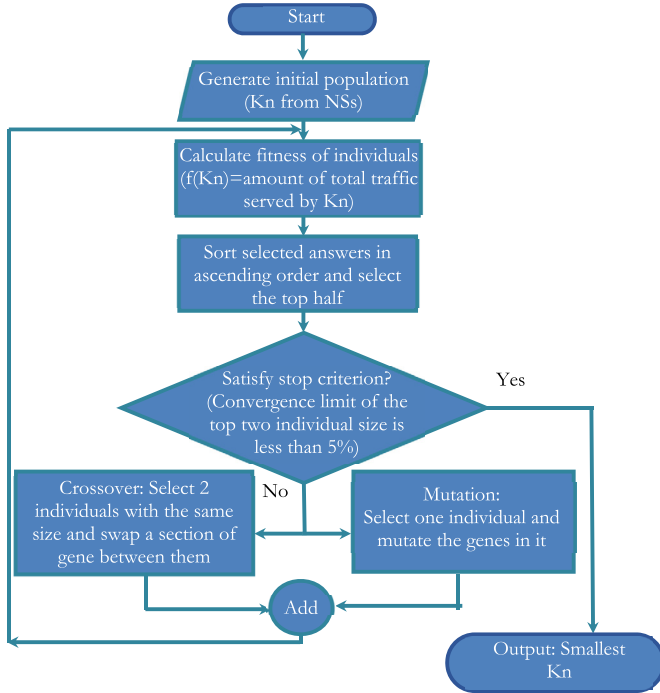 Start
Generate initial population
(Kn from NSs)
Calculate fitness of individuals
(f(Kn)=amount of total traffic
served by Kn)
Sort selected answers in
ascending order and select
the top half
Satisfy stop criterion?
(Convergence limit of the
top two individual size is
less than 5%)
Yes
No
Crossover: Select 2
individuals with the same
size and swap a section of
gene between them
Mutation:
Select one individual and
mutate the genes in it
Add
Output: Smallest
Kn